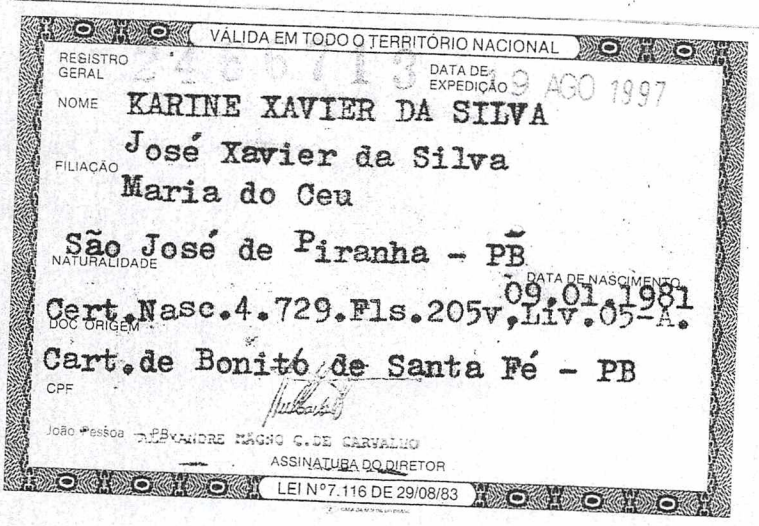 VÁLIDA EM TODO O TERRITÓRIO NACIONAL
REGISTRO GERAL 2486713 DATA DE EXPEDIÇÃO 19 AGO 1997
NOME KARINE XAVIER DA SILVA
José Xavier da Silva
FILIAÇÃO
Maria do Ceu
São José de Piranha - PB
NATURALIDADE
DATA DE NASCIMENTO
09.01.1981
Cert.Nasc.4.729.Fls.205v,Liv.05-A.
DOC ORIGEM
Cart.de Bonitó de Santa Fé - PB
CPF
João Pessoa - PB
ALEXANDRE MAGNO C.DE CARVALHO
ASSINATURA DO DIRETOR
LEI Nº 7.116 DE 29/08/83